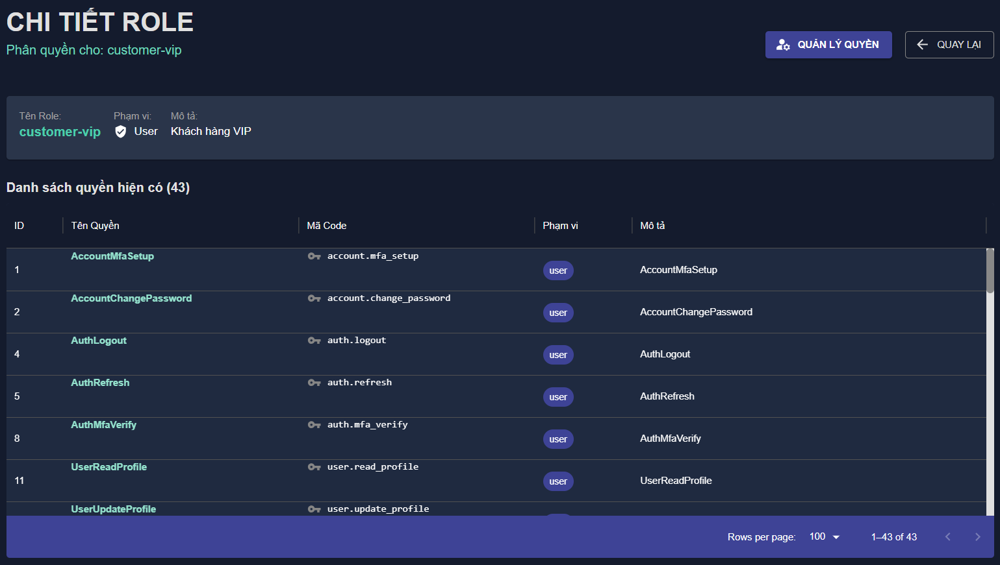 CHI TIẾT ROLE
Phân quyền cho: customer-vip
QUẢN LÝ QUYỀN
QUAY LẠI
Tên Role: Phạm vi: Mô tả:
customer-vip User Khách hàng VIP
Danh sách quyền hiện có (43)
ID Tên Quyền Mã Code Phạm vi Mô tả
1 AccountMfaSetup account.mfa_setup user AccountMfaSetup
2 AccountChangePassword account.change_password user AccountChangePassword
4 AuthLogout auth.logout user AuthLogout
5 AuthRefresh auth.refresh user AuthRefresh
8 AuthMfaVerify auth.mfa_verify user AuthMfaVerify
11 UserReadProfile user.read_profile user UserReadProfile
UserUpdateProfile user.update_profile
Rows per page: 100 1–43 of 43